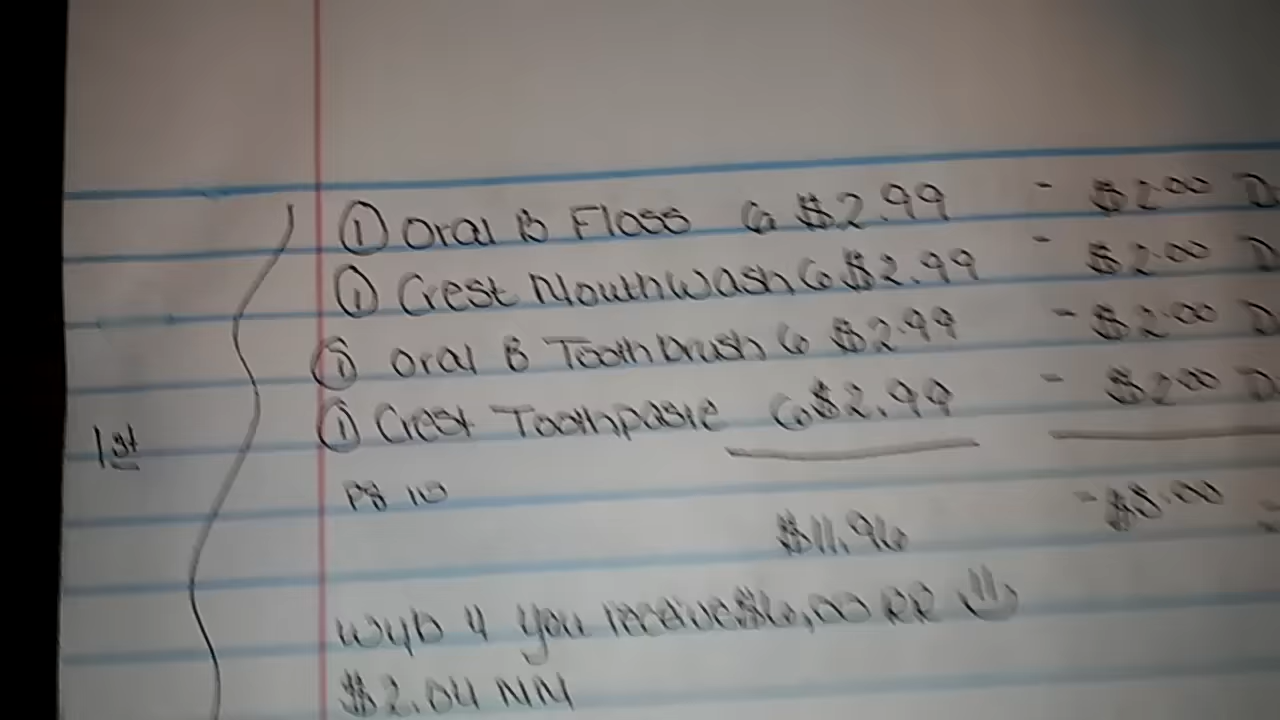 ① Oral B Floss @ $2.99 - $2.00 D
① Crest Mouthwash @ $2.99 - $2.00 D
① Oral B Toothbrush @ $2.99 - $2.00 D
① Crest Toothpaste @ $2.99 - $2.00 D
1st
Pg 10
$11.96 - $8.00
wyb 4 you receive $6.00 RR
$2.04 MM